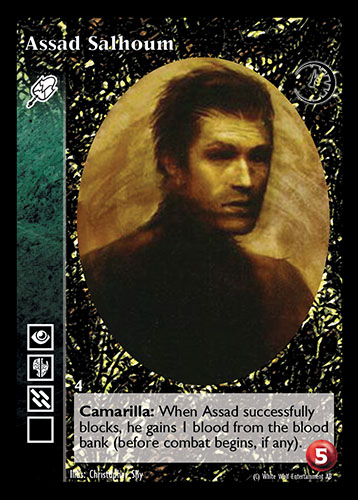 Assad Salhoum
4
Camarilla: When Assad successfully
blocks, he gains 1 blood from the blood
bank (before combat begins, if any).
5
Illus: Christopher Shy
(C) White Wolf Entertainment AB